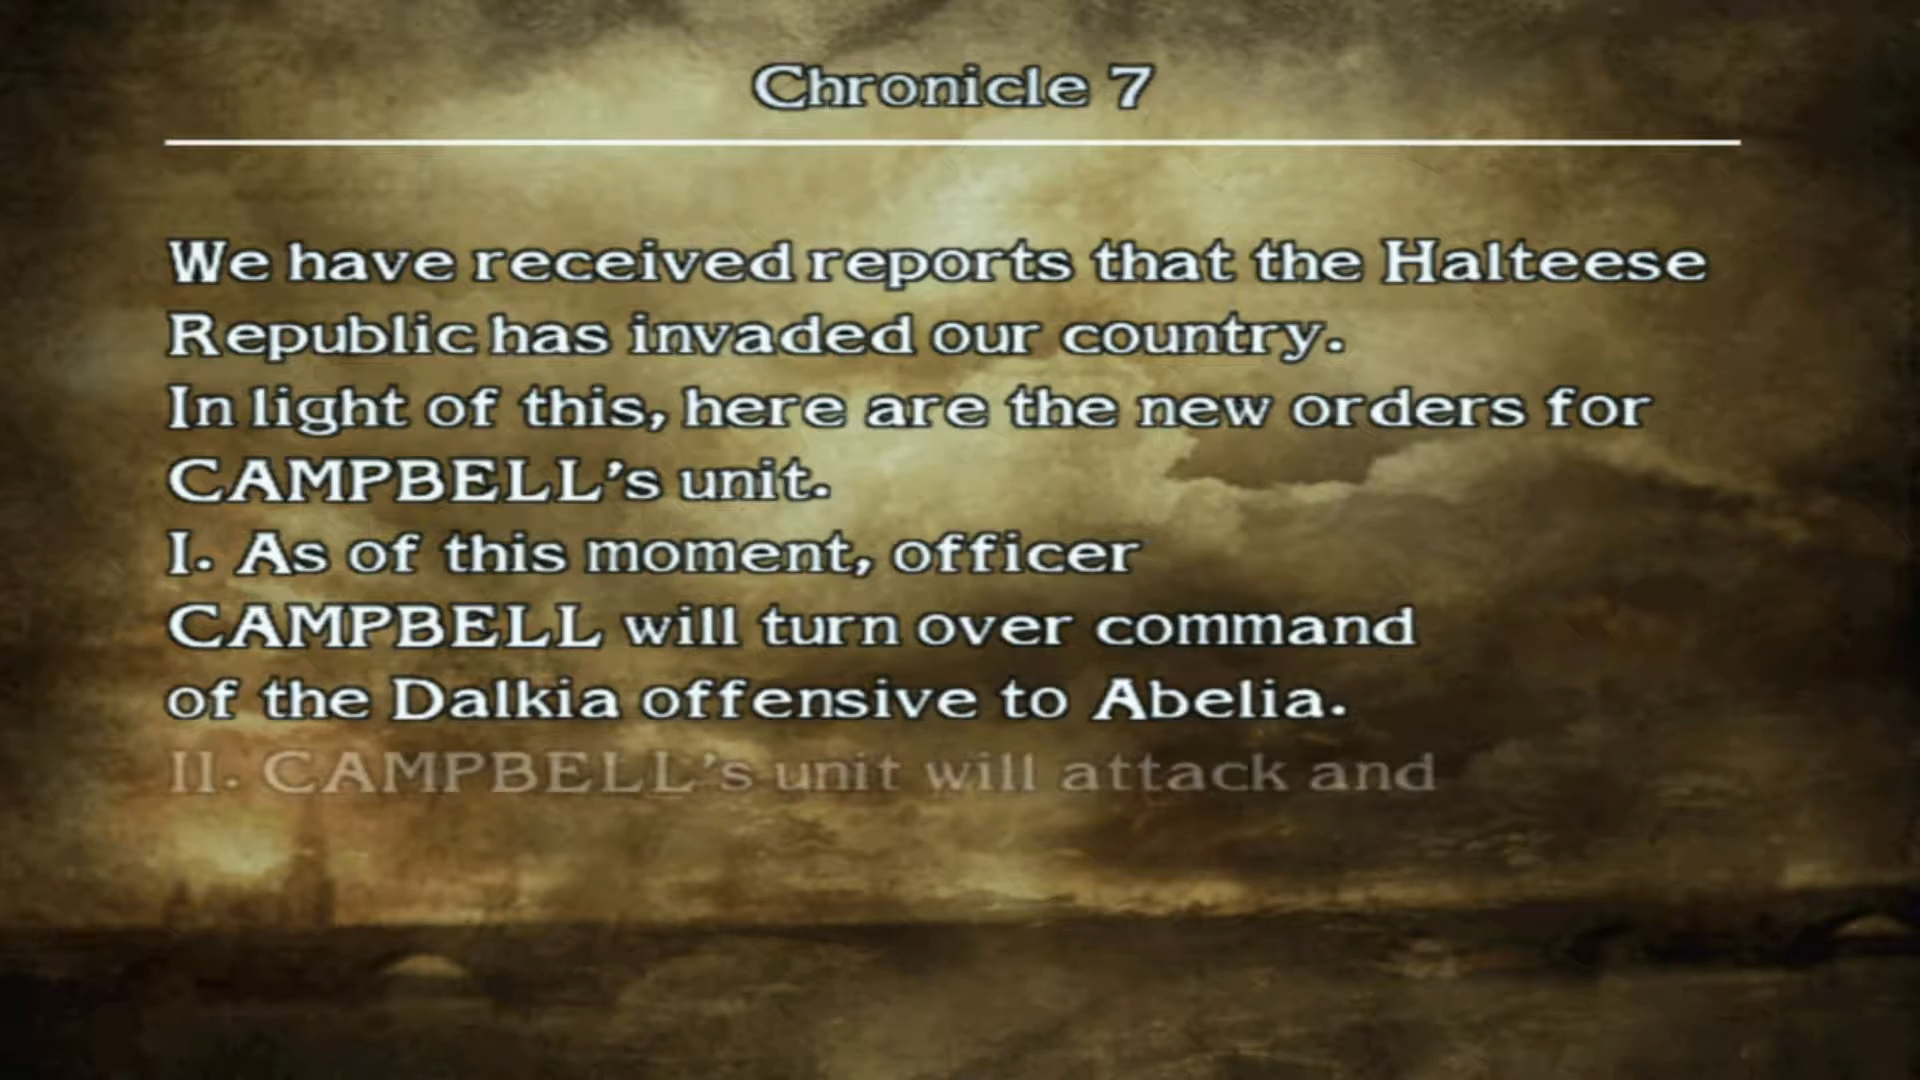 Chronicle 7
We have received reports that the Halteese
Republic has invaded our country.
In light of this, here are the new orders for
CAMPBELL's unit.
I. As of this moment, officer
CAMPBELL will turn over command
of the Dalkia offensive to Abelia.
II. CAMPBELL's unit will attack and